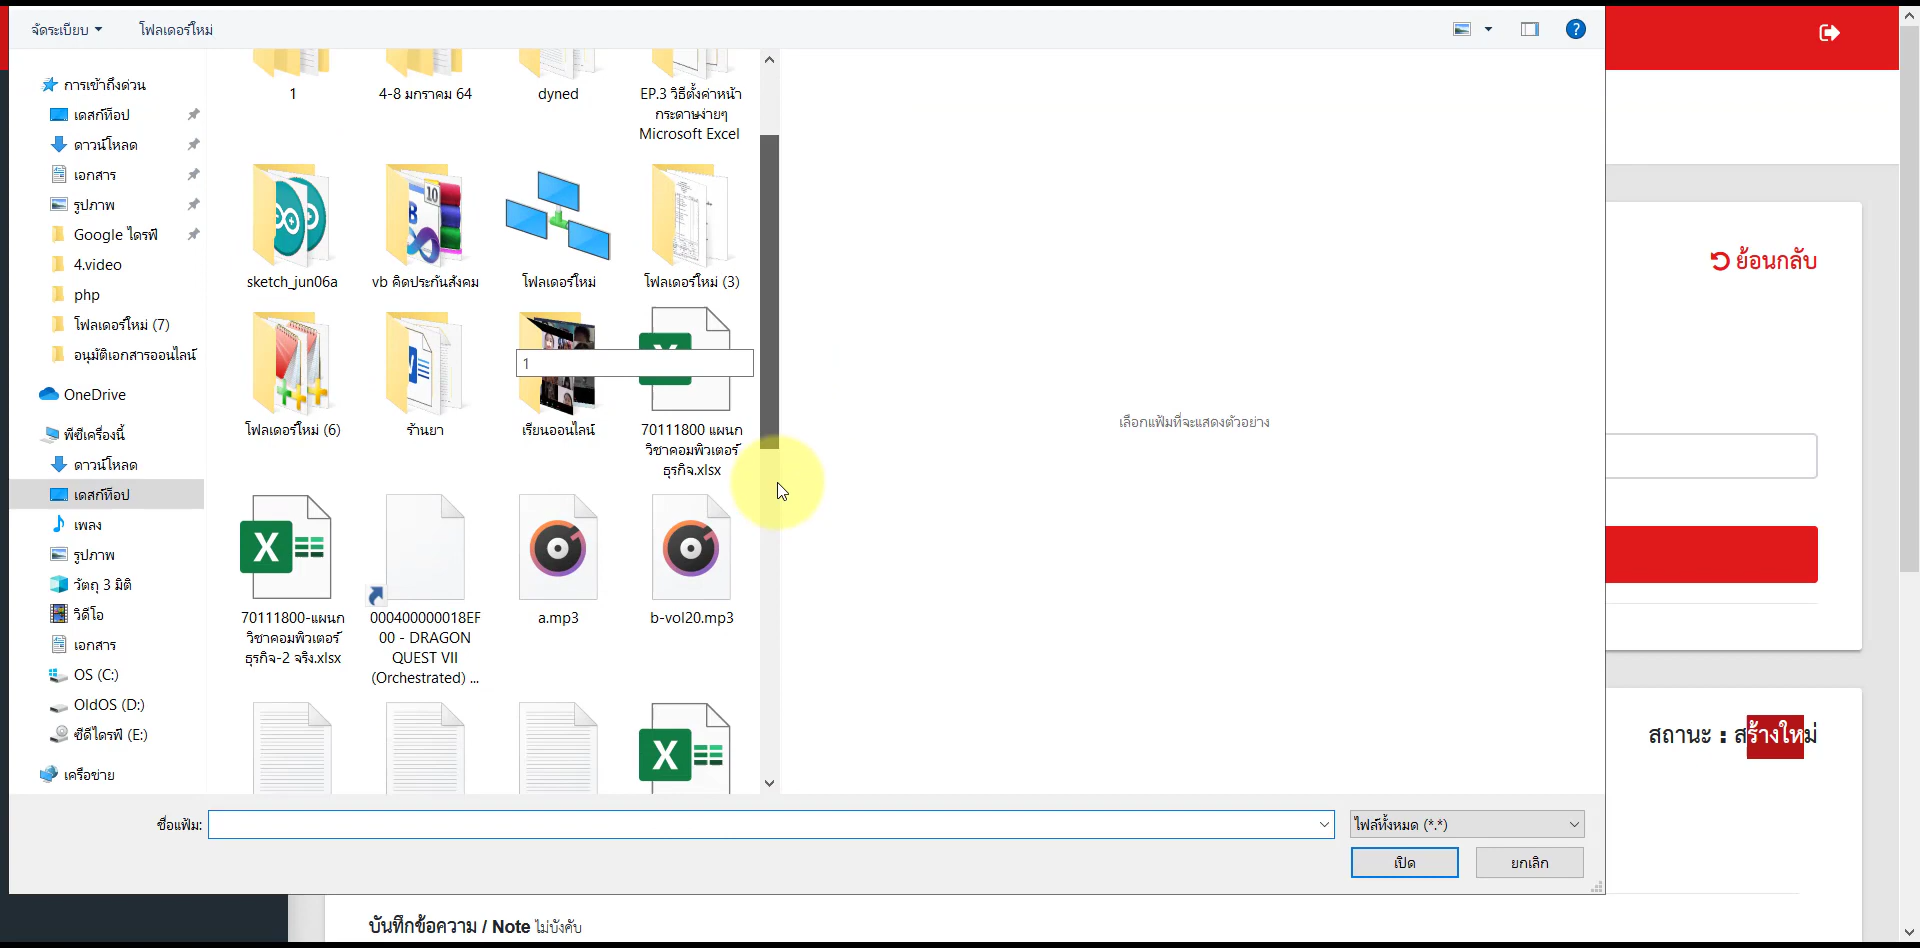 จัดระเบียบ
โฟลเดอร์ใหม่
การเข้าถึงด่วน
เดสก์ท็อป
ดาวน์โหลด
เอกสาร
รูปภาพ
Google ไดรฟ์
4.video
php
โฟลเดอร์ใหม่ (7)
อนุมัติเอกสารออนไลน์
OneDrive
พีซีเครื่องนี้
ดาวน์โหลด
เดสก์ท็อป
เพลง
รูปภาพ
วัตถุ 3 มิติ
วิดีโอ
เอกสาร
OS (C:)
OldOS (D:)
ซีดีไดรฟ์ (E:)
เครือข่าย
1
4-8 มกราคม 64
dyned
EP.3 วิธีตั้งค่าหน้า
กระดาษง่ายๆ
Microsoft Excel
sketch_jun06a
vb คิดประกันสังคม
โฟลเดอร์ใหม่
โฟลเดอร์ใหม่ (3)
1
โฟลเดอร์ใหม่ (6)
ร้านยา
เรียนออนไลน์
70111800 แผนก
วิชาคอมพิวเตอร์
ธุรกิจ.xlsx
70111800-แผนก
วิชาคอมพิวเตอร์
ธุรกิจ-2 จริง.xlsx
000400000018EF
00 - DRAGON
QUEST VII
(Orchestrated) ...
a.mp3
b-vol20.mp3
เลือกแฟ้มที่จะแสดงตัวอย่าง
ชื่อแฟ้ม:
ไฟล์ทั้งหมด (*.*)
เปิด
ยกเลิก
ย้อนกลับ
สถานะ : สร้างใหม่
บันทึกข้อความ / Note ไม่บังคับ